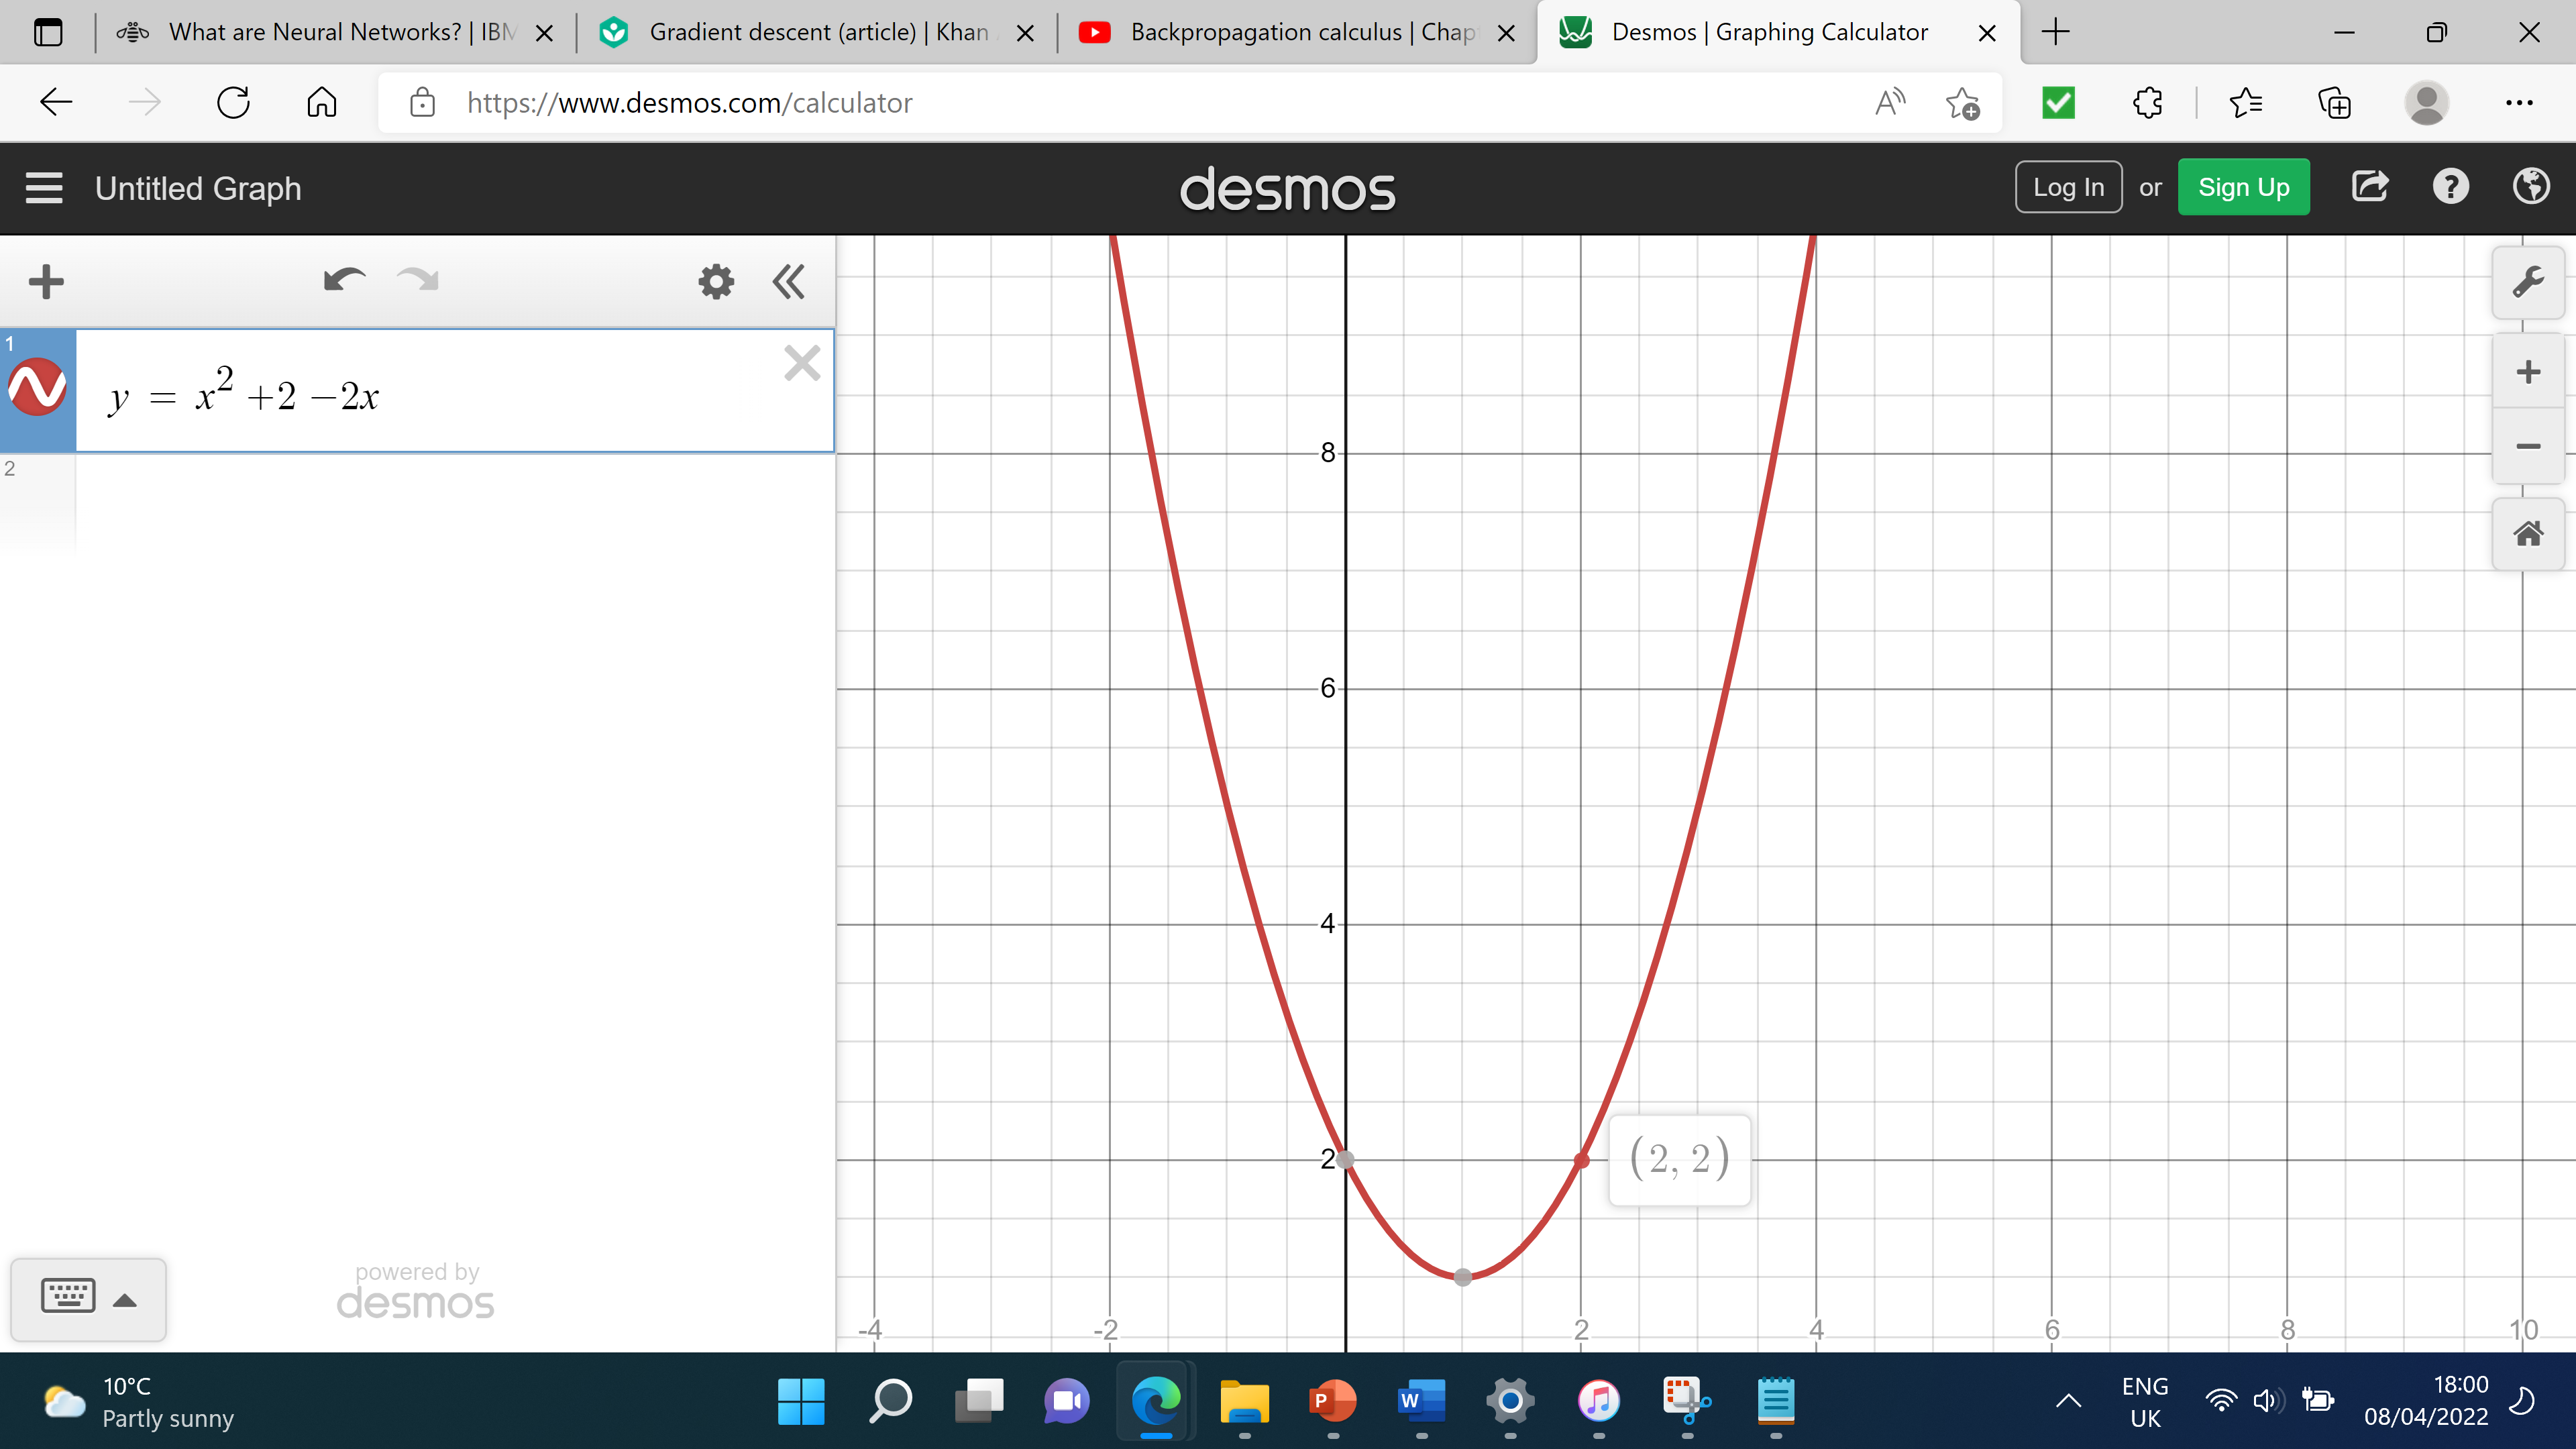 What are Neural Networks? | IBM
Gradient descent (article) | Khan
Backpropagation calculus | Chap
Desmos | Graphing Calculator
https://www.desmos.com/calculator
Untitled Graph
desmos
Log In or Sign Up
1
y = x² +2 −2x
2
8
6
4
2
(2, 2)
-4 -2 2 4 6 8 10
powered by
desmos
10°C
Partly sunny
ENG
UK
18:00
08/04/2022